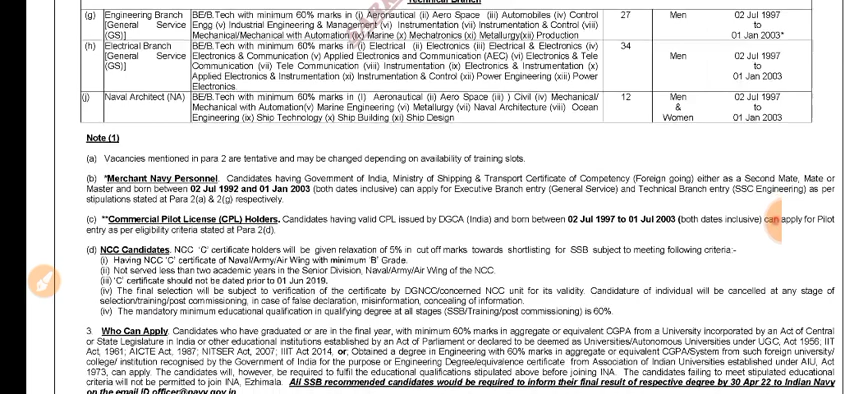 Technical Branch
(g) Engineering Branch [General Service (GS)] BE/B.Tech with minimum 60% marks in (i) Aeronautical (ii) Aero Space (iii) Automobiles (iv) Control Engg (v) Industrial Engineering & Management (vi) Instrumentation (vii) Instrumentation & Control (viii) Mechanical/Mechanical with Automation (ix) Marine (x) Mechatronics (xi) Metallurgy(xii) Production 27 Men 02 Jul 1997 to 01 Jan 2003*
(h) Electrical Branch [General Service (GS)] BE/B.Tech with minimum 60% marks in (i) Electrical (ii) Electronics (iii) Electrical & Electronics (iv) Electronics & Communication (v) Applied Electronics and Communication (AEC) (vi) Electronics & Tele Communication (vii) Tele Communication (viii) Instrumentation (ix) Electronics & Instrumentation (x) Applied Electronics & Instrumentation (xi) Instrumentation & Control (xii) Power Engineering (xiii) Power Electronics. 34 Men 02 Jul 1997 to 01 Jan 2003
(j) Naval Architect (NA) BE/B.Tech with minimum 60% marks in (I) Aeronautical (ii) Aero Space (iii) ) Civil (iv) Mechanical/ Mechanical with Automation(v) Marine Engineering (vi) Metallurgy (vii) Naval Architecture (viii) Ocean Engineering (ix) Ship Technology (x) Ship Building (xi) Ship Design 12 Men & Women 02 Jul 1997 to 01 Jan 2003
Note (1)
(a) Vacancies mentioned in para 2 are tentative and may be changed depending on availability of training slots.
(b) *Merchant Navy Personnel. Candidates having Government of India, Ministry of Shipping & Transport Certificate of Competency (Foreign going) either as a Second Mate, Mate or
Master and born between 02 Jul 1992 and 01 Jan 2003 (both dates inclusive) can apply for Executive Branch entry (General Service) and Technical Branch entry (SSC Engineering) as per
stipulations stated at Para 2(a) & 2(g) respectively.
(c) **Commercial Pilot License (CPL) Holders. Candidates having valid CPL issued by DGCA (India) and born between 02 Jul 1997 to 01 Jul 2003 (both dates inclusive) can apply for Pilot
entry as per eligibility criteria stated at Para 2(d).
(d) NCC Candidates. NCC 'C' certificate holders will be given relaxation of 5% in cut off marks towards shortlisting for SSB subject to meeting following criteria:-
(i) Having NCC 'C' certificate of Naval/Army/Air Wing with minimum 'B' Grade.
(ii) Not served less than two academic years in the Senior Division, Naval/Army/Air Wing of the NCC.
(iii) 'C' certificate should not be dated prior to 01 Jun 2019.
(iv) The final selection will be subject to verification of the certificate by DGNCC/concerned NCC unit for its validity. Candidature of individual will be cancelled at any stage of
selection/training/post commissioning, in case of false declaration, misinformation, concealing of information.
(iv) The mandatory minimum educational qualification in qualifying degree at all stages (SSB/Training/post commissioning) is 60%.
3. Who Can Apply. Candidates who have graduated or are in the final year, with minimum 60% marks in aggregate or equivalent CGPA from a University incorporated by an Act of Central
or State Legislature in India or other educational institutions established by an Act of Parliament or declared to be deemed as Universities/Autonomous Universities under UGC, Act 1956; IIT
Act, 1961; AICTE Act, 1987; NITSER Act, 2007; IIIT Act 2014, or; Obtained a degree in Engineering with 60% marks in aggregate or equivalent CGPA/System from such foreign university/
college/ institution recognised by the Government of India for the purpose or Engineering Degree/equivalence certificate from Association of Indian Universities established under AIU, Act
1973, can apply. The candidates will, however, be required to fulfil the educational qualifications stipulated above before joining INA. The candidates failing to meet stipulated educational
criteria will not be permitted to join INA, Ezhimala. All SSB recommended candidates would be required to inform their final result of respective degree by 30 Apr 22 to Indian Navy
on the email ID officer@navy.gov.in